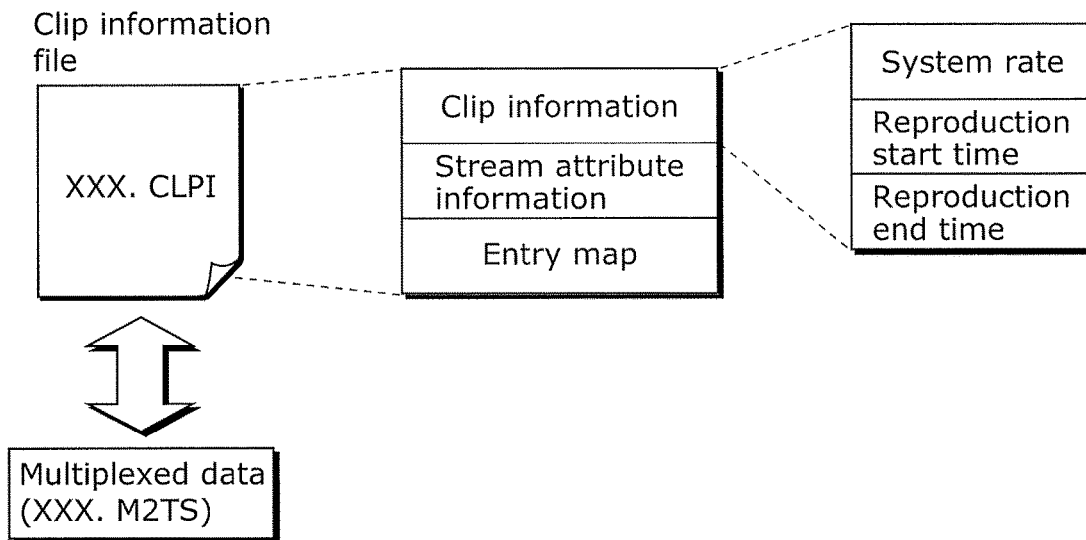 Clip information
file
XXX. CLPI
Multiplexed data
(XXX. M2TS)
Clip information
Stream attribute
information
Entry map
System rate
Reproduction
start time
Reproduction
end time